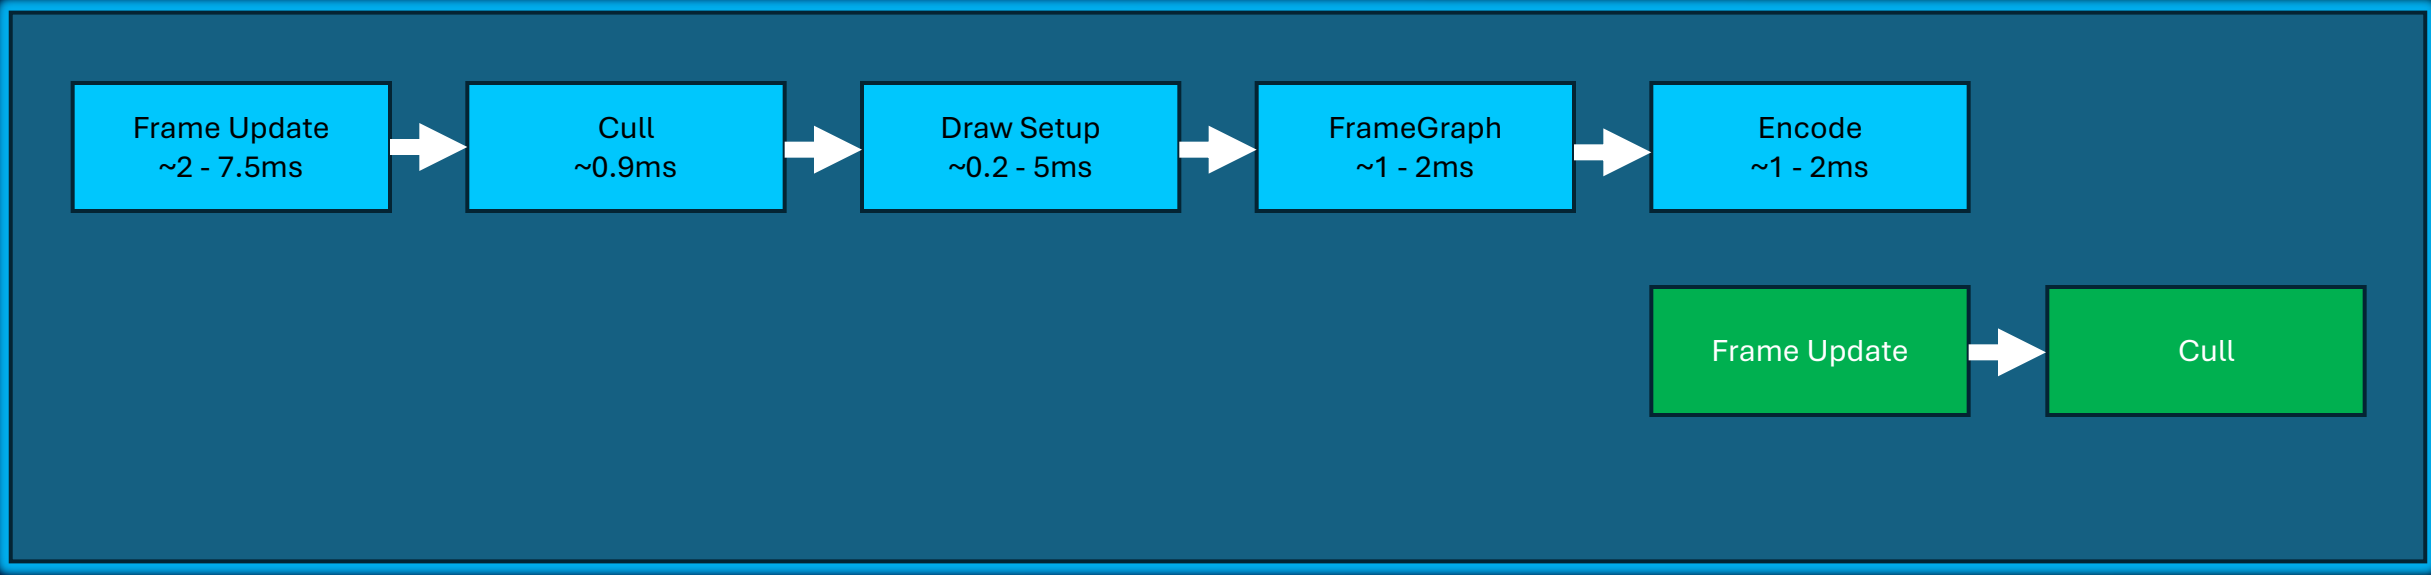 Frame Update
~2 - 7.5ms
Cull
~0.9ms
Draw Setup
~0.2 - 5ms
FrameGraph
~1 - 2ms
Encode
~1 - 2ms
Frame Update
Cull